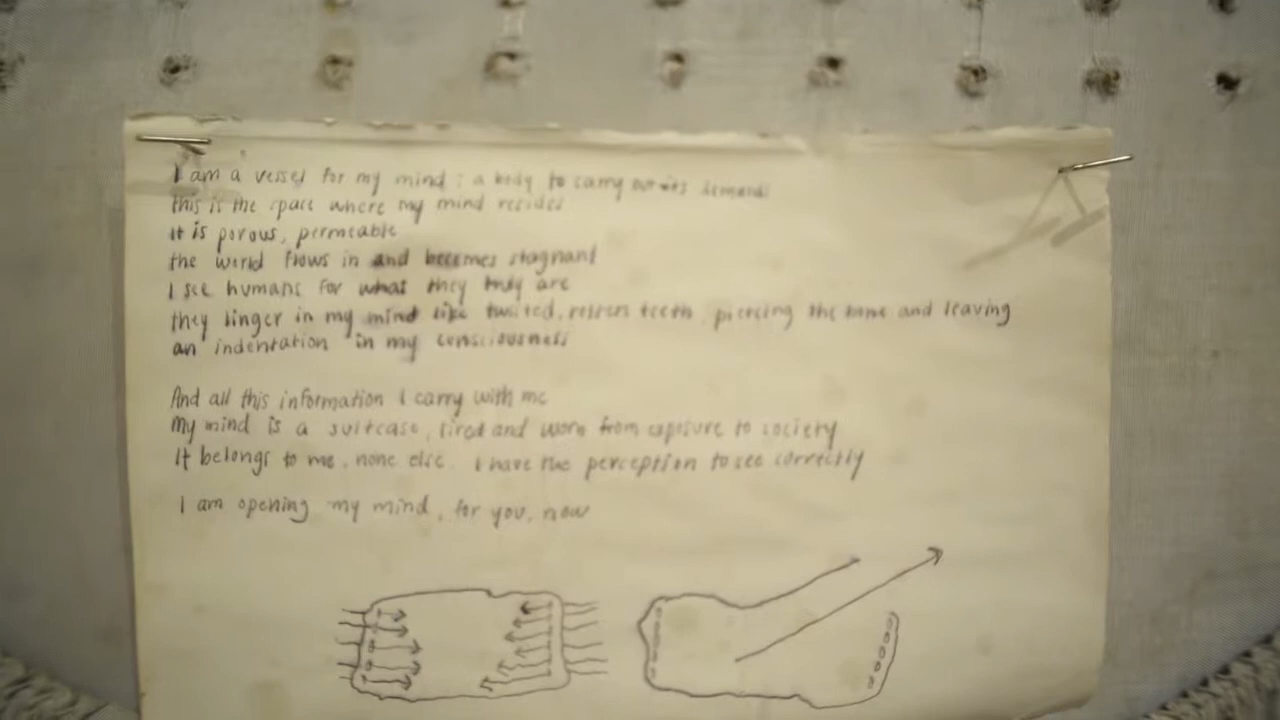 I am a vessel for my mind : a body to carry out its demands
this is the space where my mind resides
it is porous, permeable
the world flows in and becomes stagnant
I see humans for what they truly are
they linger in my mind like twisted, rotten teeth, piercing the bone and leaving
an indentation in my consciousness
And all this information I carry with me
My mind is a suitcase, tired and worn from exposure to society
It belongs to me, none else. I have the perception to see correctly
I am opening my mind, for you, now